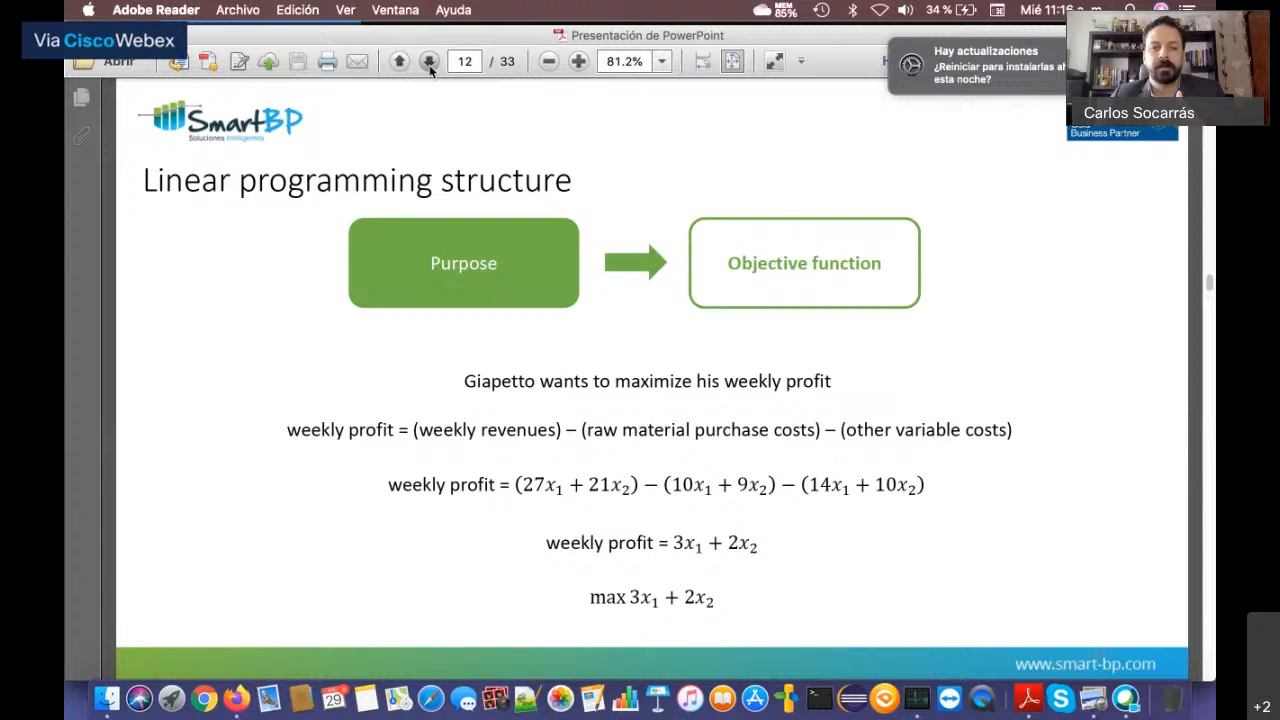 Adobe Reader Archivo Edición Ver Ventana Ayuda
MEM 85% 34 % Mié 11:16
Via CiscoWebex
Presentación de PowerPoint
Abrir 12 / 33 81.2%
Hay actualizaciones
¿Reiniciar para instalarlas
esta noche?
Carlos Socarrás
Business Partner
SmartBP
Soluciones Inteligentes
Linear programming structure
Purpose
Objective function
Giapetto wants to maximize his weekly profit
weekly profit = (weekly revenues) – (raw material purchase costs) – (other variable costs)
weekly profit = (27x₁ + 21x₂) − (10x₁ + 9x₂) − (14x₁ + 10x₂)
weekly profit = 3x₁ + 2x₂
max 3x₁ + 2x₂
www.smart-bp.com
29
+2